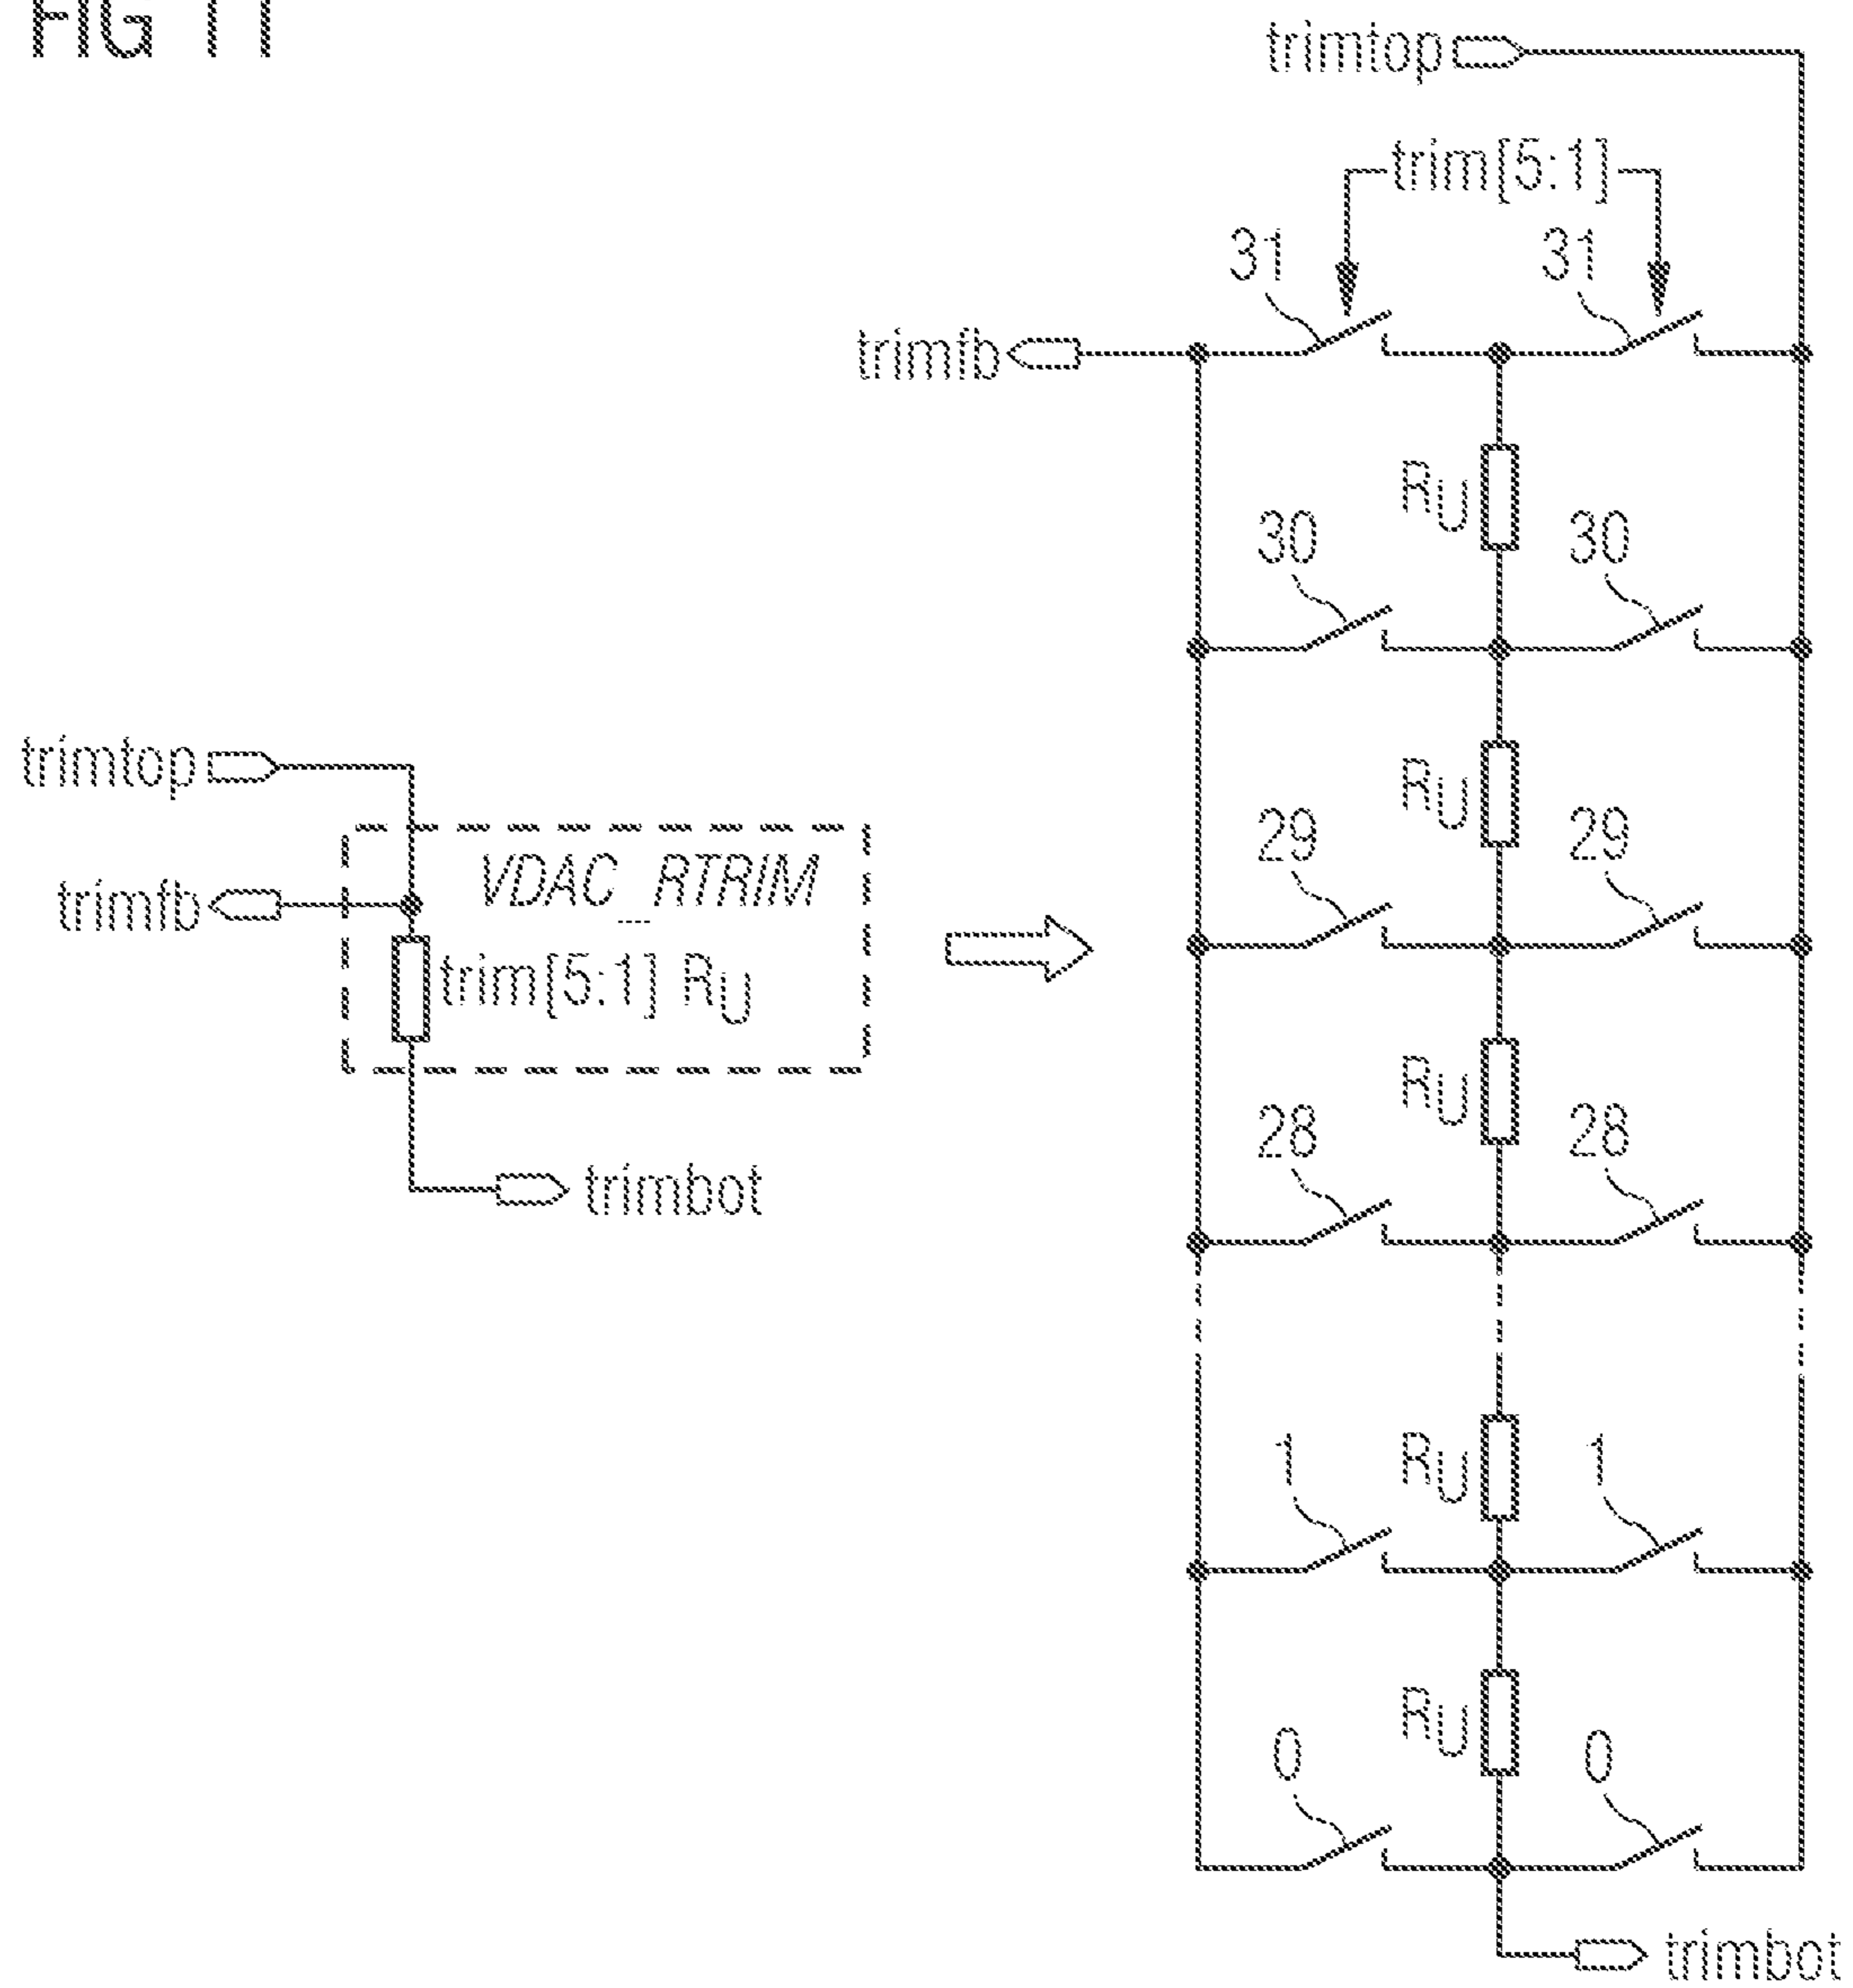 FIG 11
trimtop
trim[5:1]
31 31
trimfb
RU
30 30
trimtop
RU
VDAC_RTRIM
29 29
trimfb
trim[5:1] RU
RU
28 28
trimbot
1 RU 1
RU
0 0
trimbot